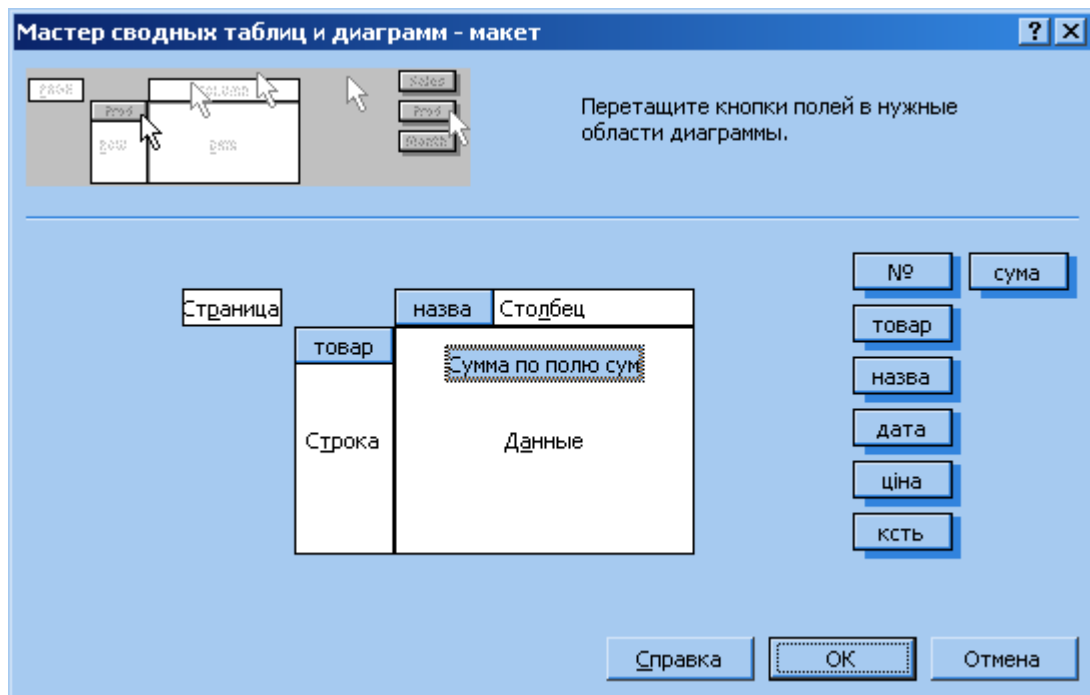 Мастер сводных таблиц и диаграмм - макет
Перетащите кнопки полей в нужные
области диаграммы.
№ сума
Страница назва Столбец
товар товар
Сумма по полю сум
назва
Строка Данные дата
ціна
ксть
Справка OK Отмена